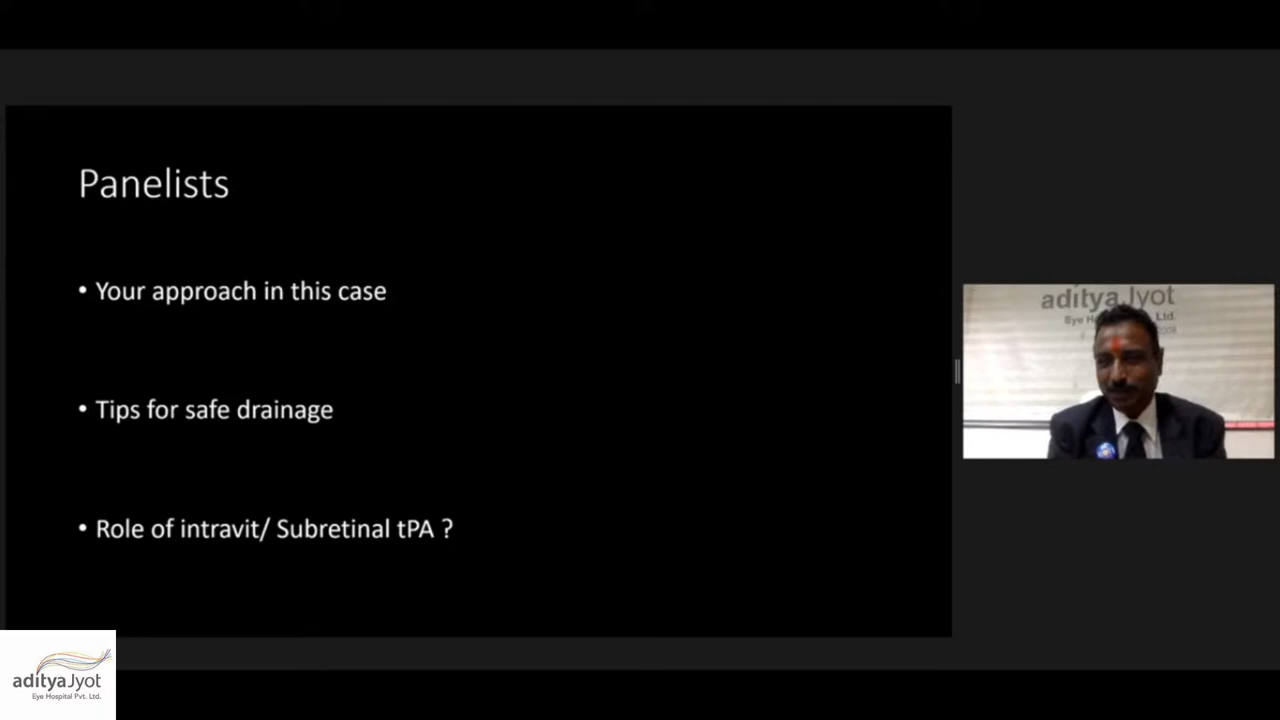 Panelists
• Your approach in this case
• Tips for safe drainage
• Role of intravit/ Subretinal tPA ?
adityaJyot
Ltd.
adityaJyot
Eye Hospital Pvt. Ltd.